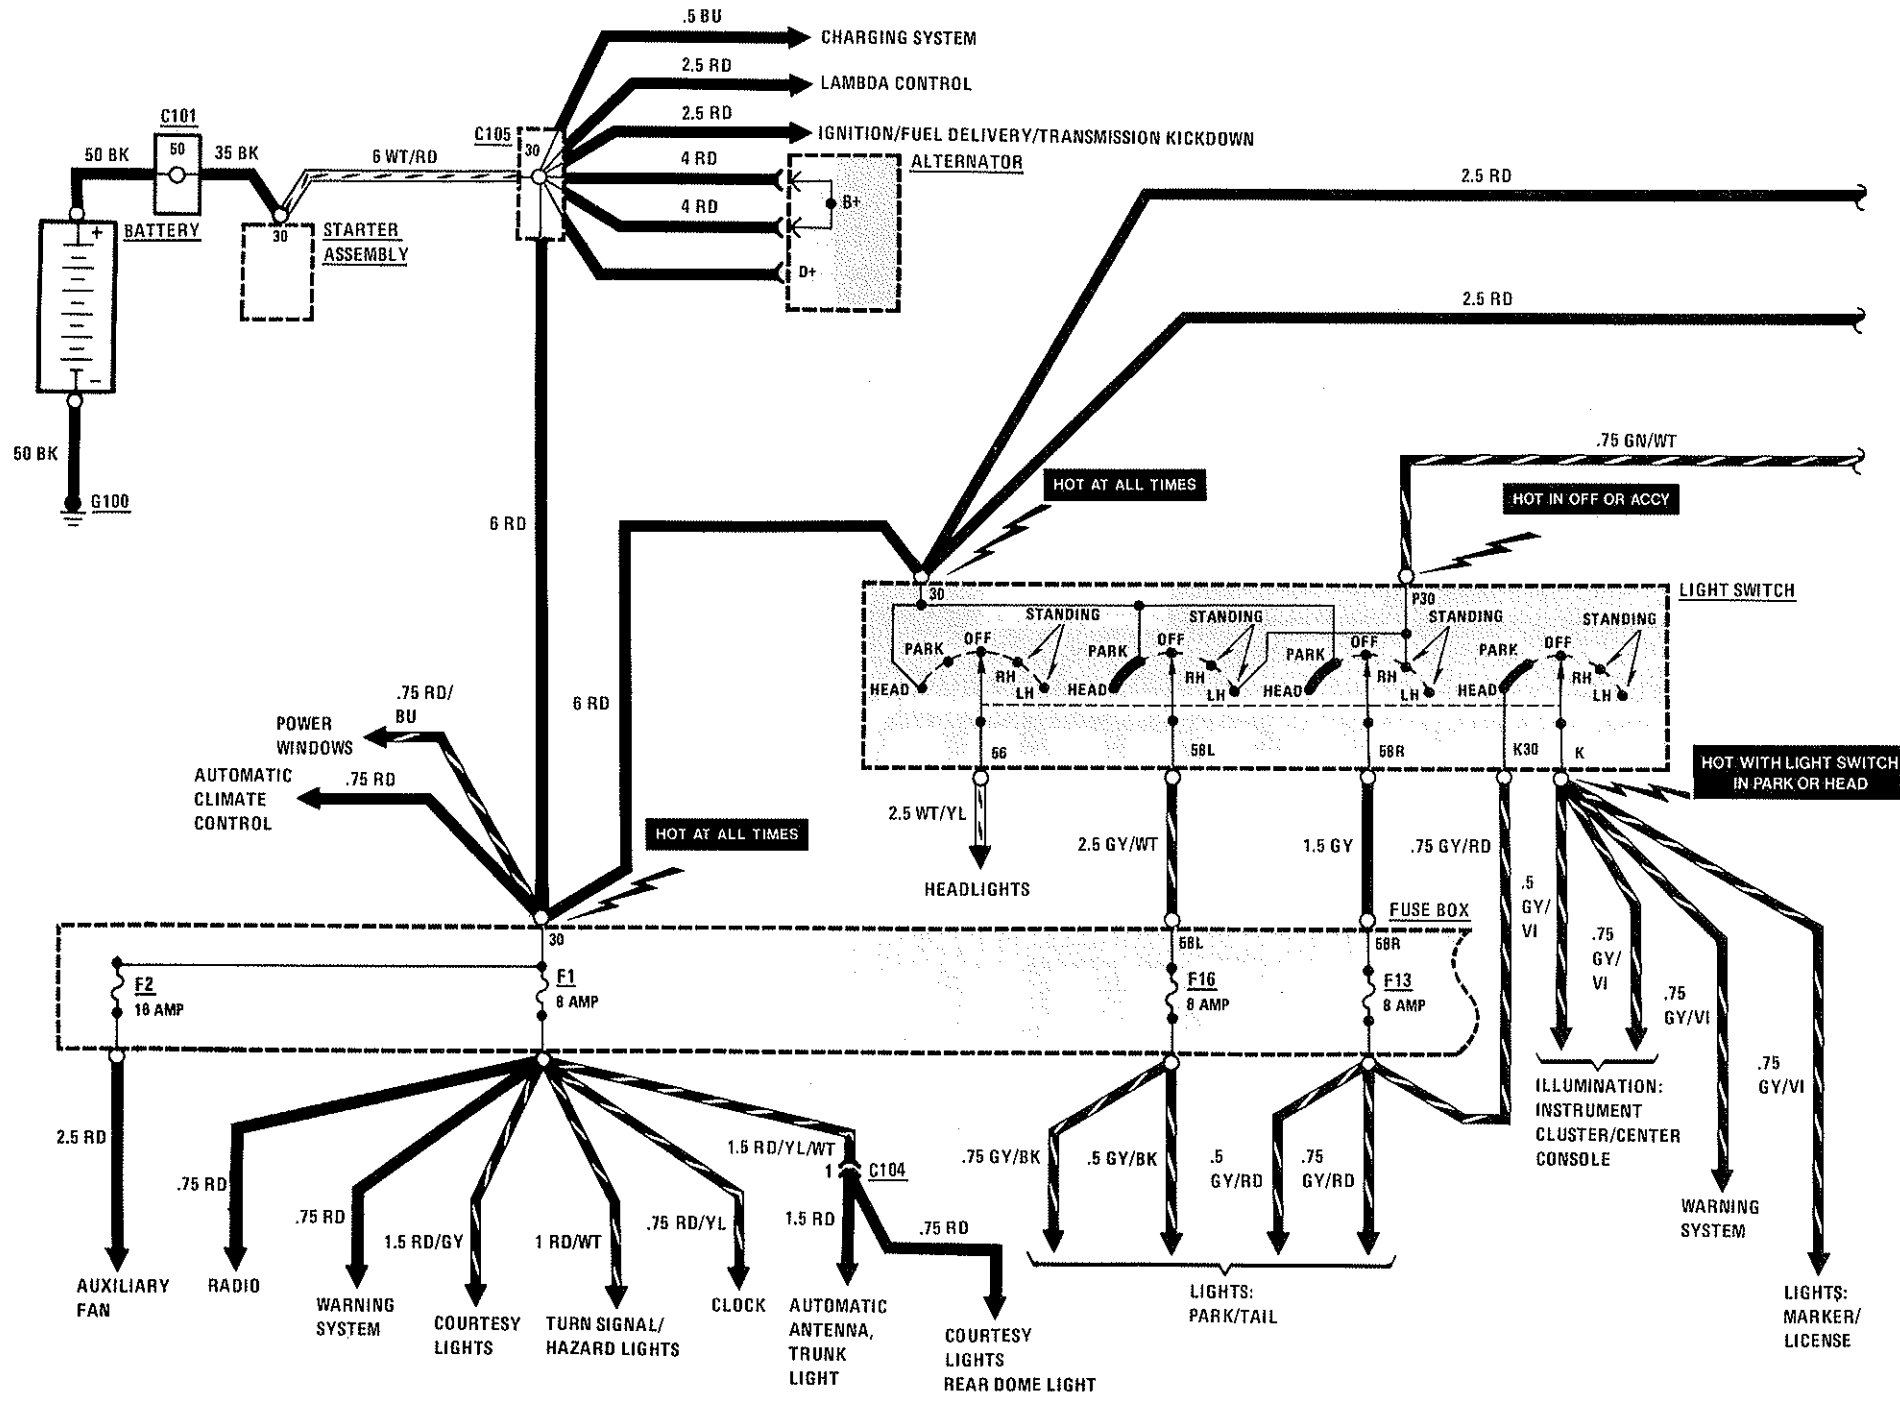 .5 BU
CHARGING SYSTEM
2.5 RD
LAMBDA CONTROL
2.5 RD
IGNITION/FUEL DELIVERY/TRANSMISSION KICKDOWN
C101
50
50 BK
35 BK
6 WT/RD
C105
30
4 RD
ALTERNATOR
B+
4 RD
D+
2.5 RD
2.5 RD
+
BATTERY
30
STARTER
ASSEMBLY
−
50 BK
G100
6 RD
HOT AT ALL TIMES
.75 GN/WT
HOT IN OFF OR ACCY
LIGHT SWITCH
30
P30
STANDING
STANDING
STANDING
STANDING
PARK
OFF
RH
LH
HEAD
PARK
OFF
RH
LH
HEAD
PARK
OFF
RH
LH
HEAD
PARK
OFF
RH
LH
HEAD
56
58L
58R
K30
K
6 RD
.75 RD/
BU
POWER
WINDOWS
AUTOMATIC
CLIMATE
CONTROL
.75 RD
HOT AT ALL TIMES
HOT WITH LIGHT SWITCH
IN PARK OR HEAD
2.5 WT/YL
HEADLIGHTS
2.5 GY/WT
1.5 GY
.75 GY/RD
.5
GY/
VI
.75
GY/
VI
.75
GY/VI
.75
GY/VI
FUSE BOX
30
58L
58R
F2
16 AMP
F1
8 AMP
F16
8 AMP
F13
8 AMP
2.5 RD
.75 RD
.75 RD
1.5 RD/GY
1 RD/WT
.75 RD/YL
1.5 RD/YL/WT
1
C104
1.5 RD
.75 RD
.75 GY/BK
.5 GY/BK
.5
GY/RD
.75
GY/RD
ILLUMINATION:
INSTRUMENT
CLUSTER/CENTER
CONSOLE
WARNING
SYSTEM
LIGHTS:
MARKER/
LICENSE
AUXILIARY
FAN
RADIO
WARNING
SYSTEM
COURTESY
LIGHTS
TURN SIGNAL/
HAZARD LIGHTS
CLOCK
AUTOMATIC
ANTENNA,
TRUNK
LIGHT
COURTESY
LIGHTS
REAR DOME LIGHT
LIGHTS:
PARK/TAIL